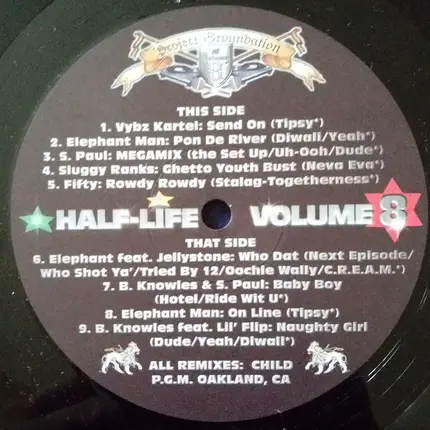 Project Groundation
THIS SIDE
1. Vybz Kartel: Send On (Tipsy*)
2. Elephant Man: Pon De River (Diwali/Yeah*)
3. S. Paul: MEGAMIX (the Set Up/Uh-Ooh/Dude*)
4. Sluggy Ranks: Ghetto Youth Bust (Neva Eva*)
5. Fifty: Rowdy Rowdy (Stalag-Togetherness*)
HALF-LIFE VOLUME 8
THAT SIDE
6. Elephant feat. Jellystone: Who Dat (Next Episode/
Who Shot Ya'/Tried By 12/Oochie Wally/C.R.E.A.M.*)
7. B. Knowles & S. Paul: Baby Boy
(Hotel/Ride Wit U*)
8. Elephant Man: On Line (Tipsy*)
9. B. Knowles feat. Lil' Flip: Naughty Girl
(Dude/Yeah/Diwali*)
ALL REMIXES: CHILD
P.G.M. OAKLAND, CA